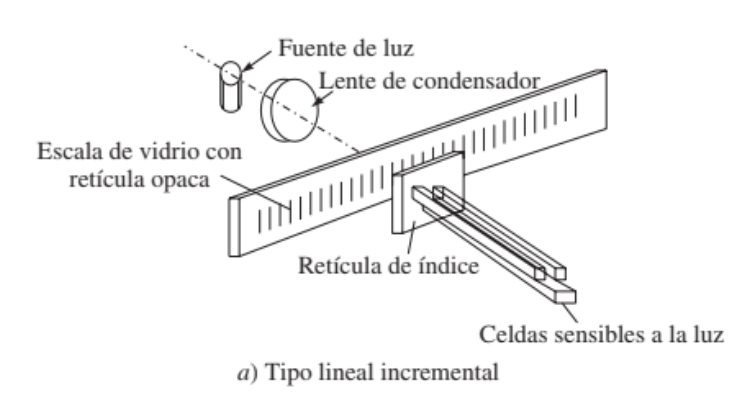 Fuente de luz
Lente de condensador
Escala de vidrio con
retícula opaca
Retícula de índice
Celdas sensibles a la luz
a) Tipo lineal incremental